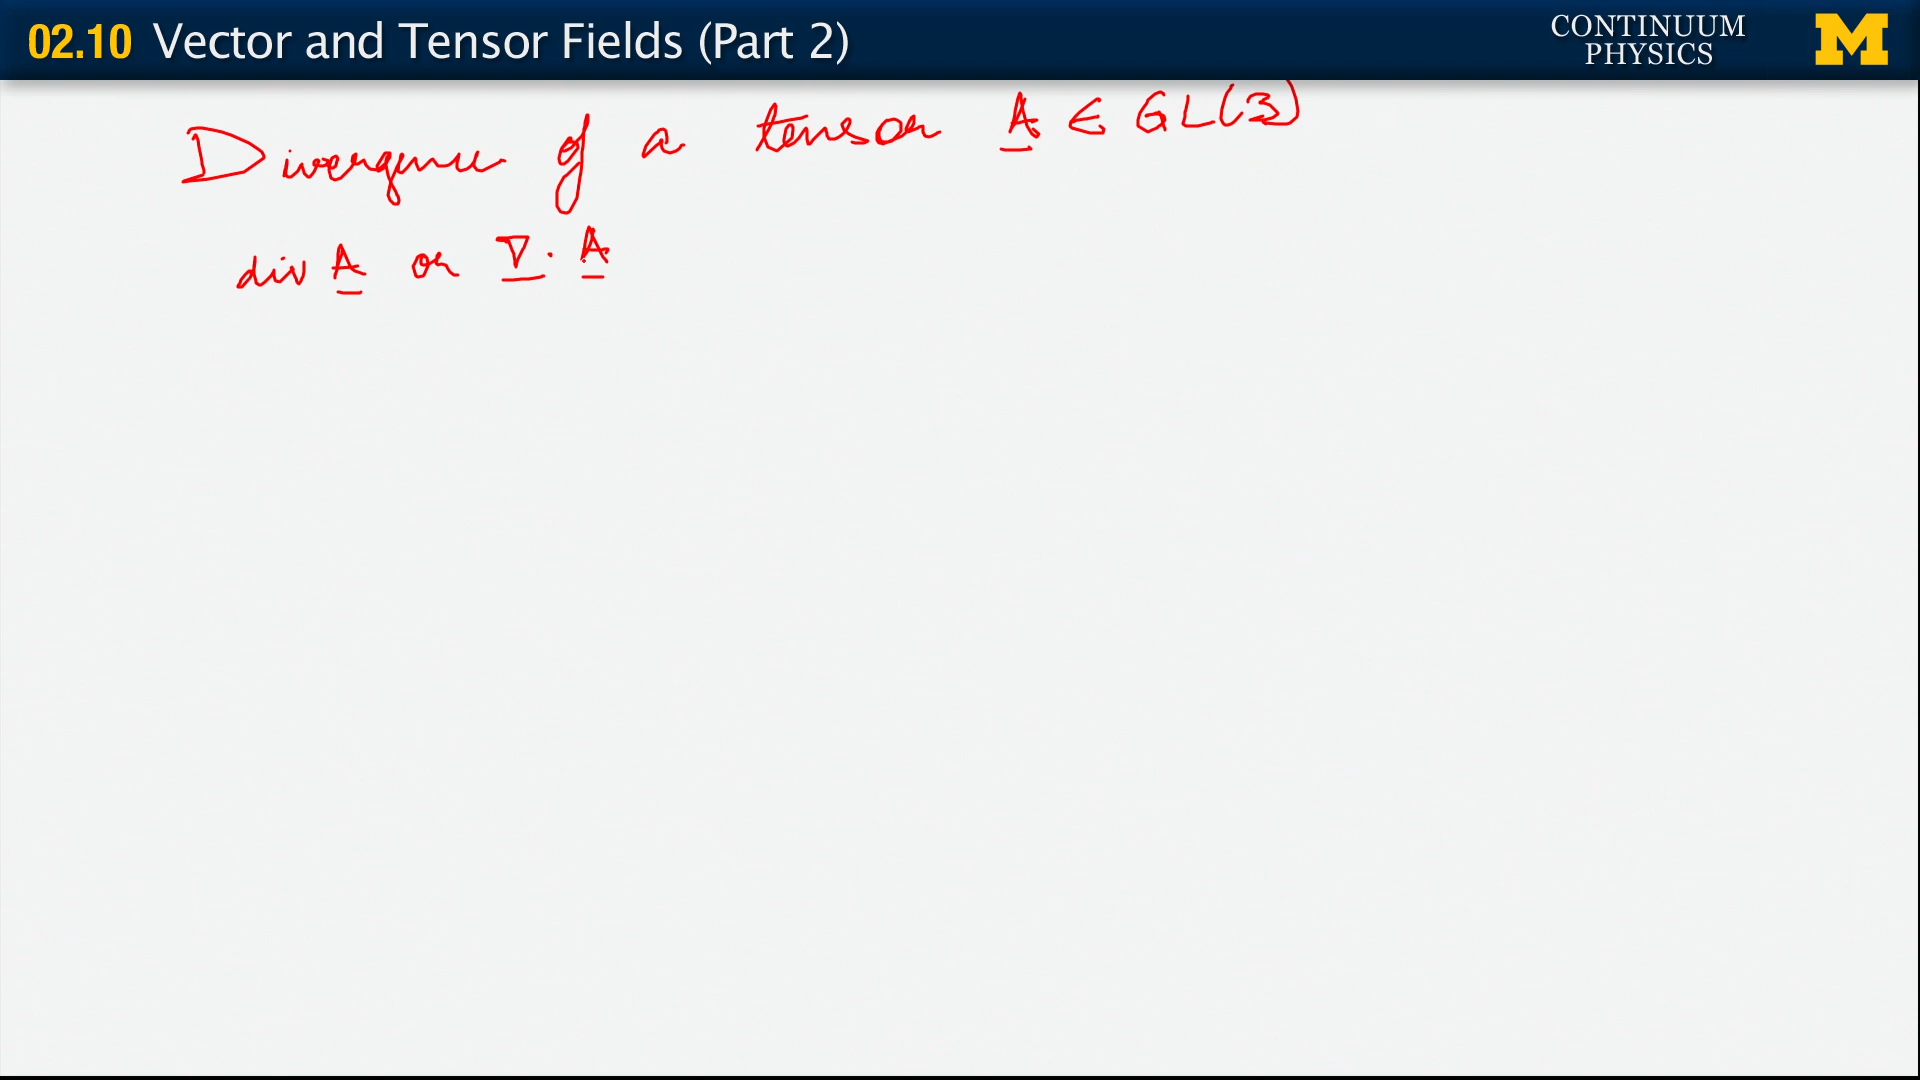 02.10 Vector and Tensor Fields (Part 2)
CONTINUUM
PHYSICS
M
Divergence of a tensor A ∈ GL(3)
div A or ∇ · A